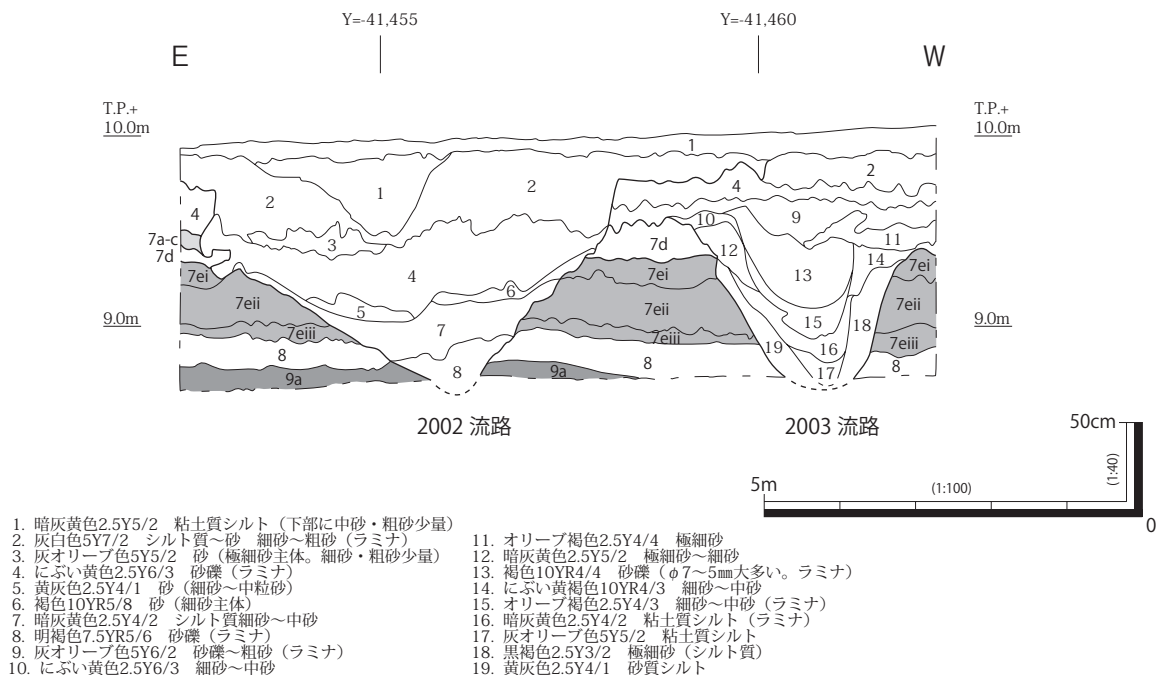 Y=-41,455
Y=-41,460
E
W
T.P.+
10.0m
T.P.+
10.0m
1
1
2
2
2
3
4
4
4
7a-c
7d
7ei
7eii
7eiii
8
9a
5
6
7
8
7d
7ei
7eii
7eiii
8
9a
9
10
11
12
13
14
15
16
17
18
19
7ei
7eii
7eiii
8
9.0m
9.0m
2002 流路
2003 流路
50cm
(1:40)
5m
(1:100)
0
1. 暗灰黄色2.5Y5/2 粘土質シルト（下部に中砂・粗砂少量）
2. 灰白色5Y7/2 シルト質～砂 細砂～粗砂（ラミナ）
3. 灰オリーブ色5Y5/2 砂（極細砂主体。細砂・粗砂少量）
4. にぶい黄色2.5Y6/3 砂礫（ラミナ）
5. 黄灰色2.5Y4/1 砂（細砂～中粒砂）
6. 褐色10YR5/8 砂（細砂主体）
7. 暗灰黄色2.5Y4/2 シルト質細砂～中砂
8. 明褐色7.5YR5/6 砂礫（ラミナ）
9. 灰オリーブ色5Y6/2 砂礫～粗砂（ラミナ）
10. にぶい黄色2.5Y6/3 細砂～中砂
11. オリーブ褐色2.5Y4/4 極細砂
12. 暗灰黄色2.5Y5/2 極細砂～細砂
13. 褐色10YR4/4 砂礫（φ7～5㎜大多い。ラミナ）
14. にぶい黄褐色10YR4/3 細砂～中砂
15. オリーブ褐色2.5Y4/3 細砂～中砂（ラミナ）
16. 暗灰黄色2.5Y4/2 粘土質シルト（ラミナ）
17. 灰オリーブ色5Y5/2 粘土質シルト
18. 黒褐色2.5Y3/2 極細砂（シルト質）
19. 黄灰色2.5Y4/1 砂質シルト